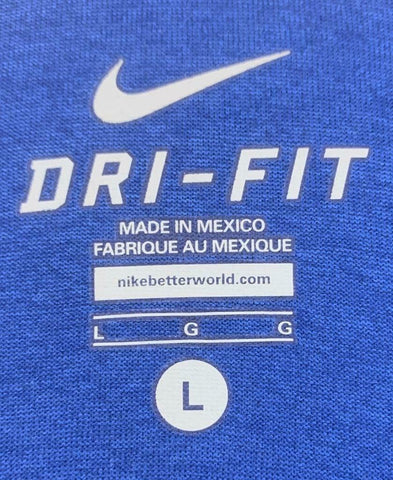 DRI-FIT
MADE IN MEXICO
FABRIQUE AU MEXIQUE
nikebetterworld.com
L G G
L